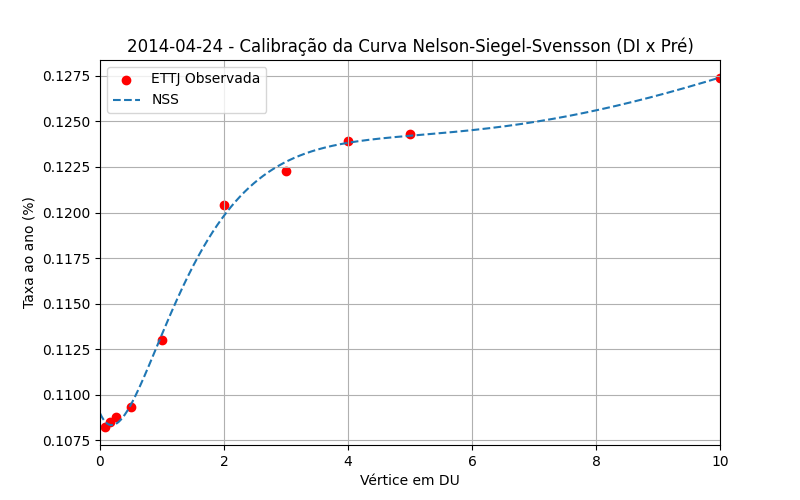 2014-04-24 - Calibração da Curva Nelson-Siegel-Svensson (DI x Pré)
ETTJ Observada
NSS
Taxa ao ano (%)
0.1275
0.1250
0.1225
0.1200
0.1175
0.1150
0.1125
0.1100
0.1075
0 2 4 6 8 10
Vértice em DU